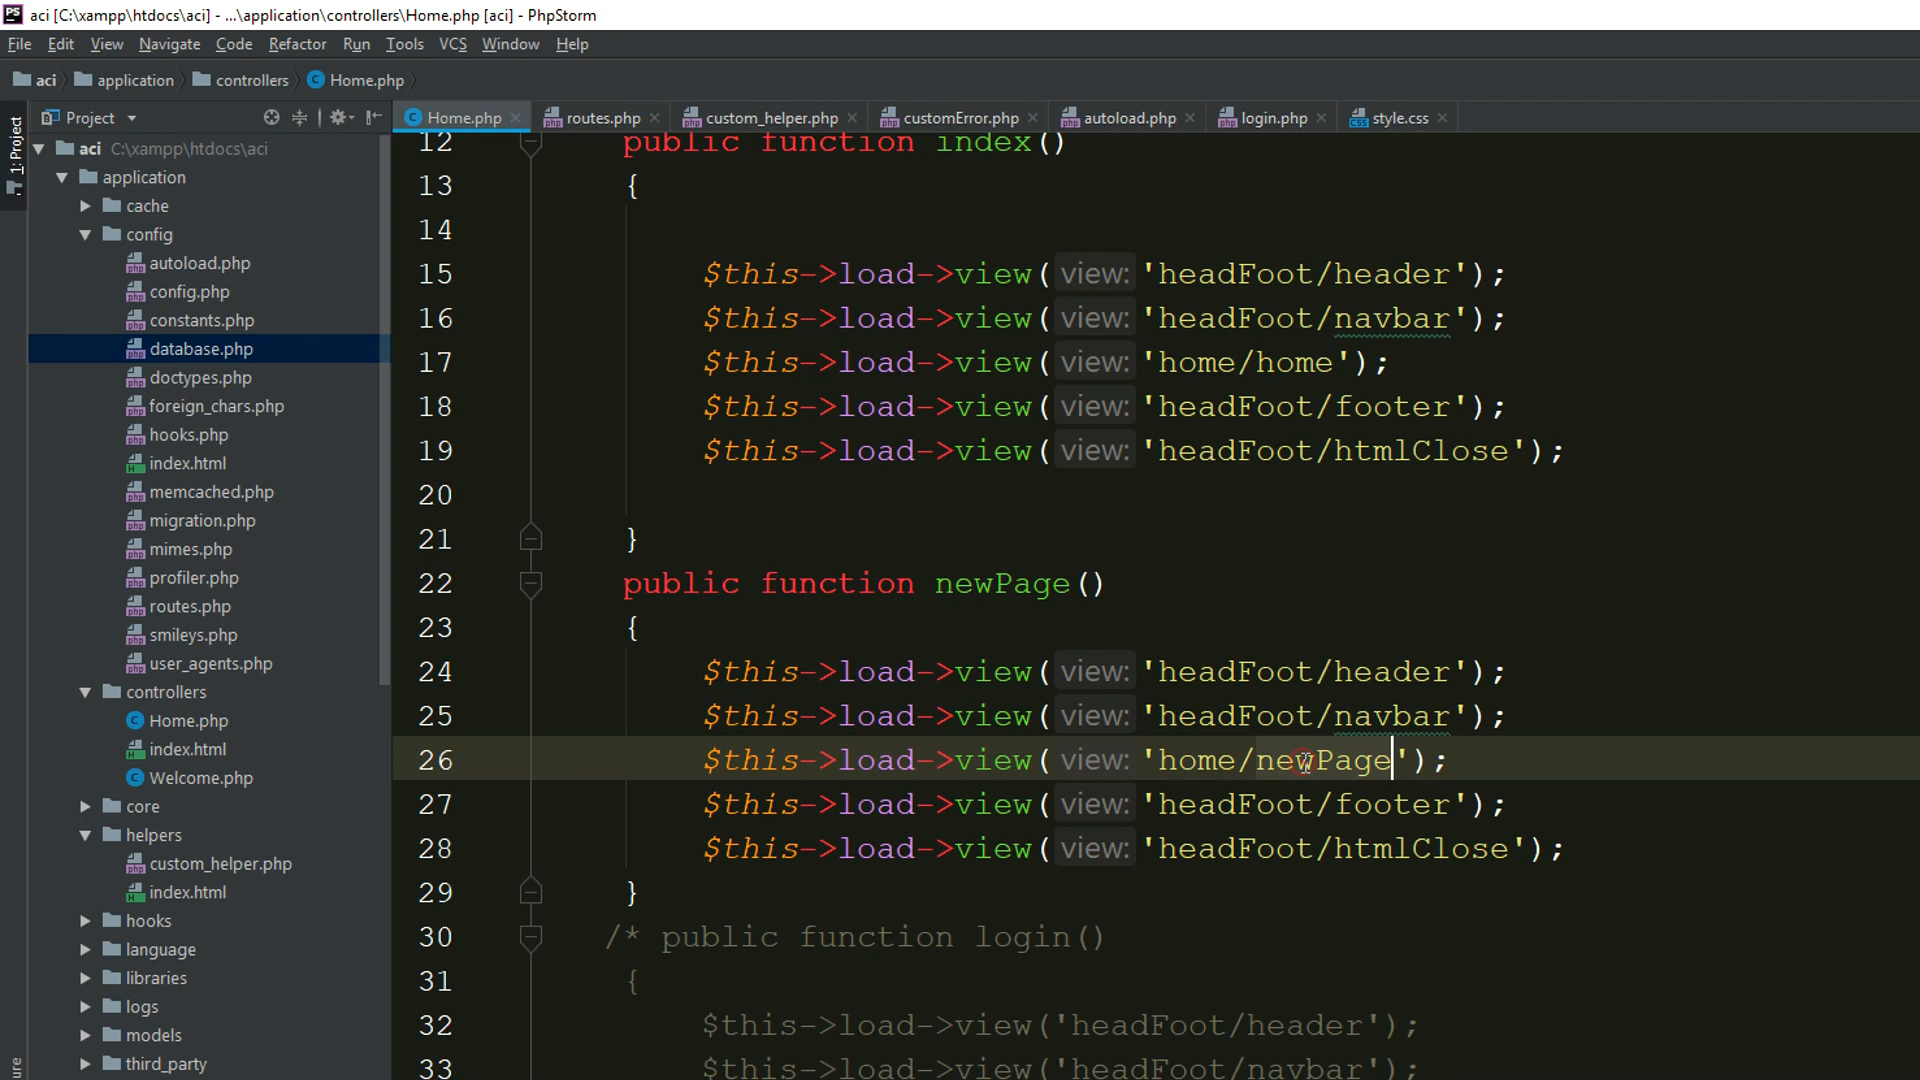 PS aci [C:\xampp\htdocs\aci] - ...\application\controllers\Home.php [aci] - PhpStorm
File Edit View Navigate Code Refactor Run Tools VCS Window Help
aci application controllers Home.php
1: Project
Project
Home.php routes.php custom_helper.php customError.php autoload.php login.php style.css
aci C:\xampp\htdocs\aci
application
cache
config
autoload.php
config.php
constants.php
database.php
doctypes.php
foreign_chars.php
hooks.php
index.html
memcached.php
migration.php
mimes.php
profiler.php
routes.php
smileys.php
user_agents.php
controllers
Home.php
index.html
Welcome.php
core
helpers
custom_helper.php
index.html
hooks
language
libraries
logs
models
third_party
12 public function index()
13 {
14
15 $this->load->view( view: 'headFoot/header');
16 $this->load->view( view: 'headFoot/navbar');
17 $this->load->view( view: 'home/home');
18 $this->load->view( view: 'headFoot/footer');
19 $this->load->view( view: 'headFoot/htmlClose');
20
21 }
22 public function newPage()
23 {
24 $this->load->view( view: 'headFoot/header');
25 $this->load->view( view: 'headFoot/navbar');
26 $this->load->view( view: 'home/newPage');
27 $this->load->view( view: 'headFoot/footer');
28 $this->load->view( view: 'headFoot/htmlClose');
29 }
30 /* public function login()
31 {
32 $this->load->view('headFoot/header');
33 $this->load->view('headFoot/navbar');